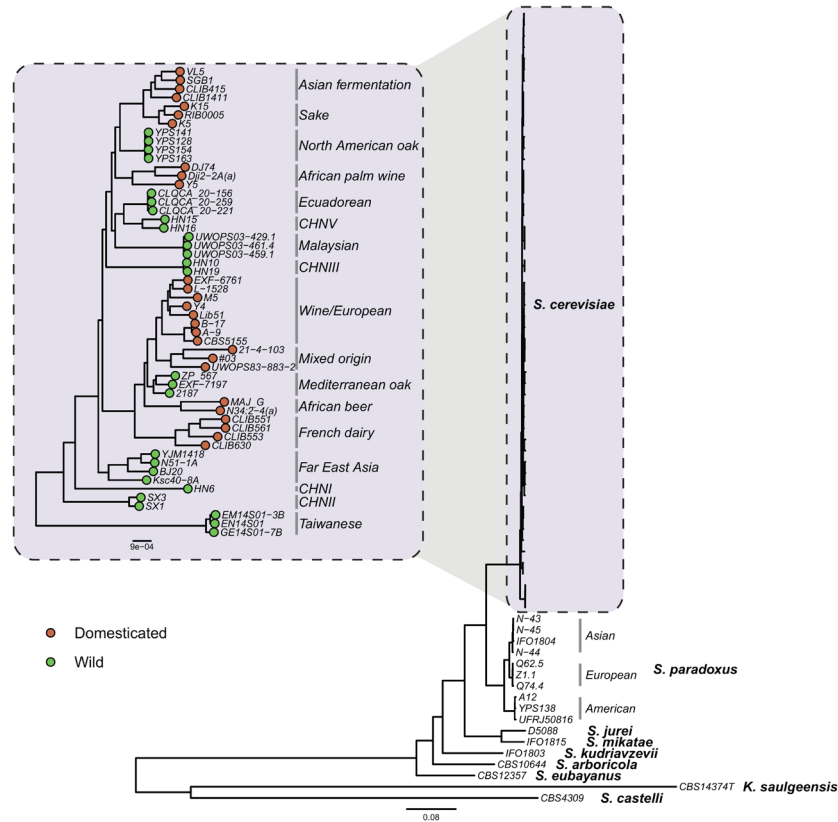 VL5
SGB1
CLIB415
CLIB1411
Asian fermentation
K15
RIB0005
K5
Sake
YPS141
YPS128
YPS154
YPS163
North American oak
DJ74
Dji2-2A(a)
Y5
African palm wine
CLQCA_20-156
CLQCA_20-259
CLQCA_20-221
Ecuadorean
HN15
HN16
CHNV
UWOPS03-429.1
UWOPS03-461.4
UWOPS03-459.1
Malaysian
HN10
HN19
CHNIII
EXF-6761
L-1528
M5
Y4
Lib51
B-17
A-9
CBS5155
Wine/European
21-4-103
#03
UWOPS83-883-2
Mixed origin
ZP_567
EXF-7197
2187
Mediterranean oak
MAJ_G
N34:2-4(a)
African beer
CLIB551
CLIB561
CLIB553
CLIB630
French dairy
YJM1418
N51-1A
BJ20
Ksc40-8A
Far East Asia
HN6
CHNI
SX3
SX1
CHNII
EM14S01-3B
EN14S01
GE14S01-7B
Taiwanese
9e-04
Domesticated
Wild
S. cerevisiae
N-43
N-45
IFO1804
N-44
Asian
Q62.5
Z1.1
Q74.4
European
A12
YPS138
UFRJ50816
American
S. paradoxus
D5088 S. jurei
IFO1815 S. mikatae
IFO1803 S. kudriavzevii
CBS10644 S. arboricola
CBS12357 S. eubayanus
CBS14374T K. saulgeensis
CBS4309 S. castelli
0.08